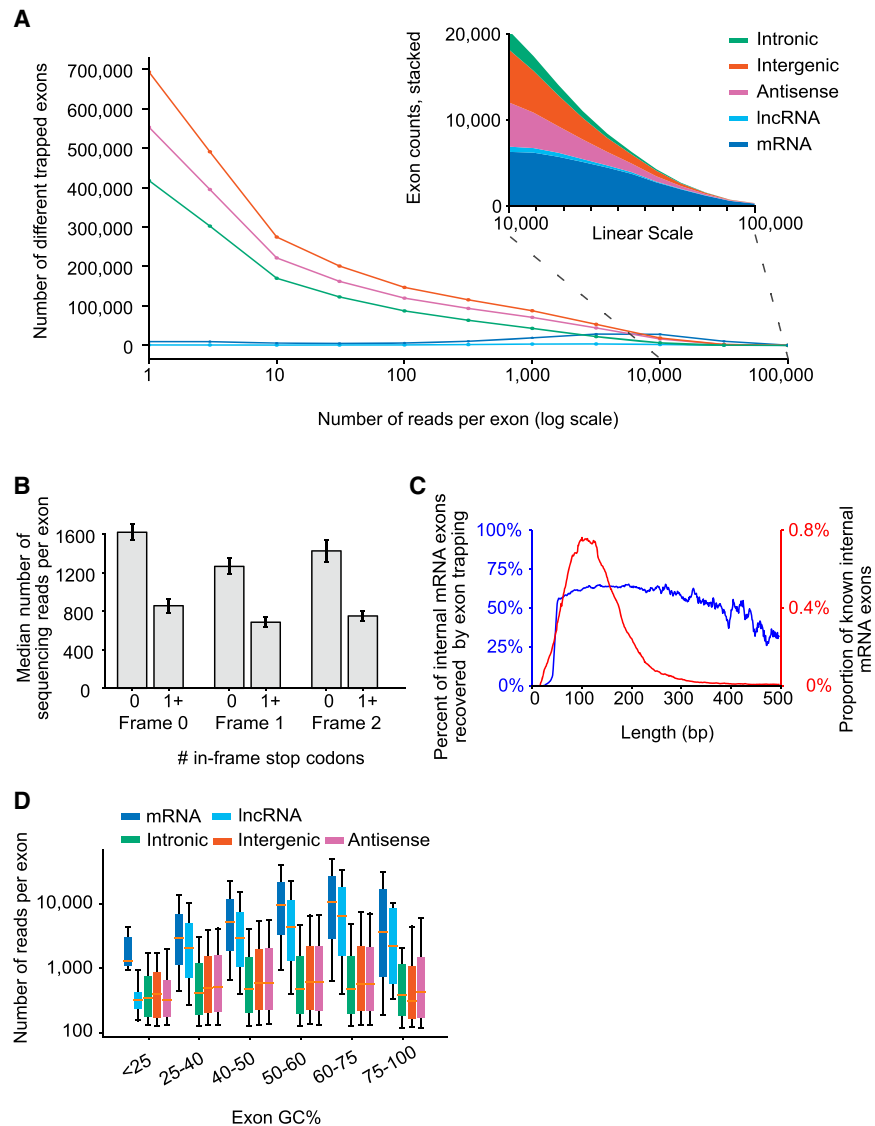 A
Number of different trapped exons
700,000
600,000
500,000
400,000
300,000
200,000
100,000
0
1
10
100
1,000
10,000
100,000
Number of reads per exon (log scale)
Exon counts, stacked
20,000
10,000
0
10,000
100,000
Linear Scale
Intronic
Intergenic
Antisense
lncRNA
mRNA
B
Median number of
sequencing reads per exon
1600
1200
800
400
0
0 1+ 0 1+ 0 1+
Frame 0 Frame 1 Frame 2
# in-frame stop codons
C
Percent of internal mRNA exons
recovered by exon trapping
100%
75%
50%
25%
0%
0.8%
0.4%
0%
Proportion of known internal
mRNA exons
0 100 200 300 400 500
Length (bp)
D
mRNA lncRNA
Intronic Intergenic Antisense
Number of reads per exon
10,000
1,000
100
<25
25-40
40-50
50-60
60-75
75-100
Exon GC%